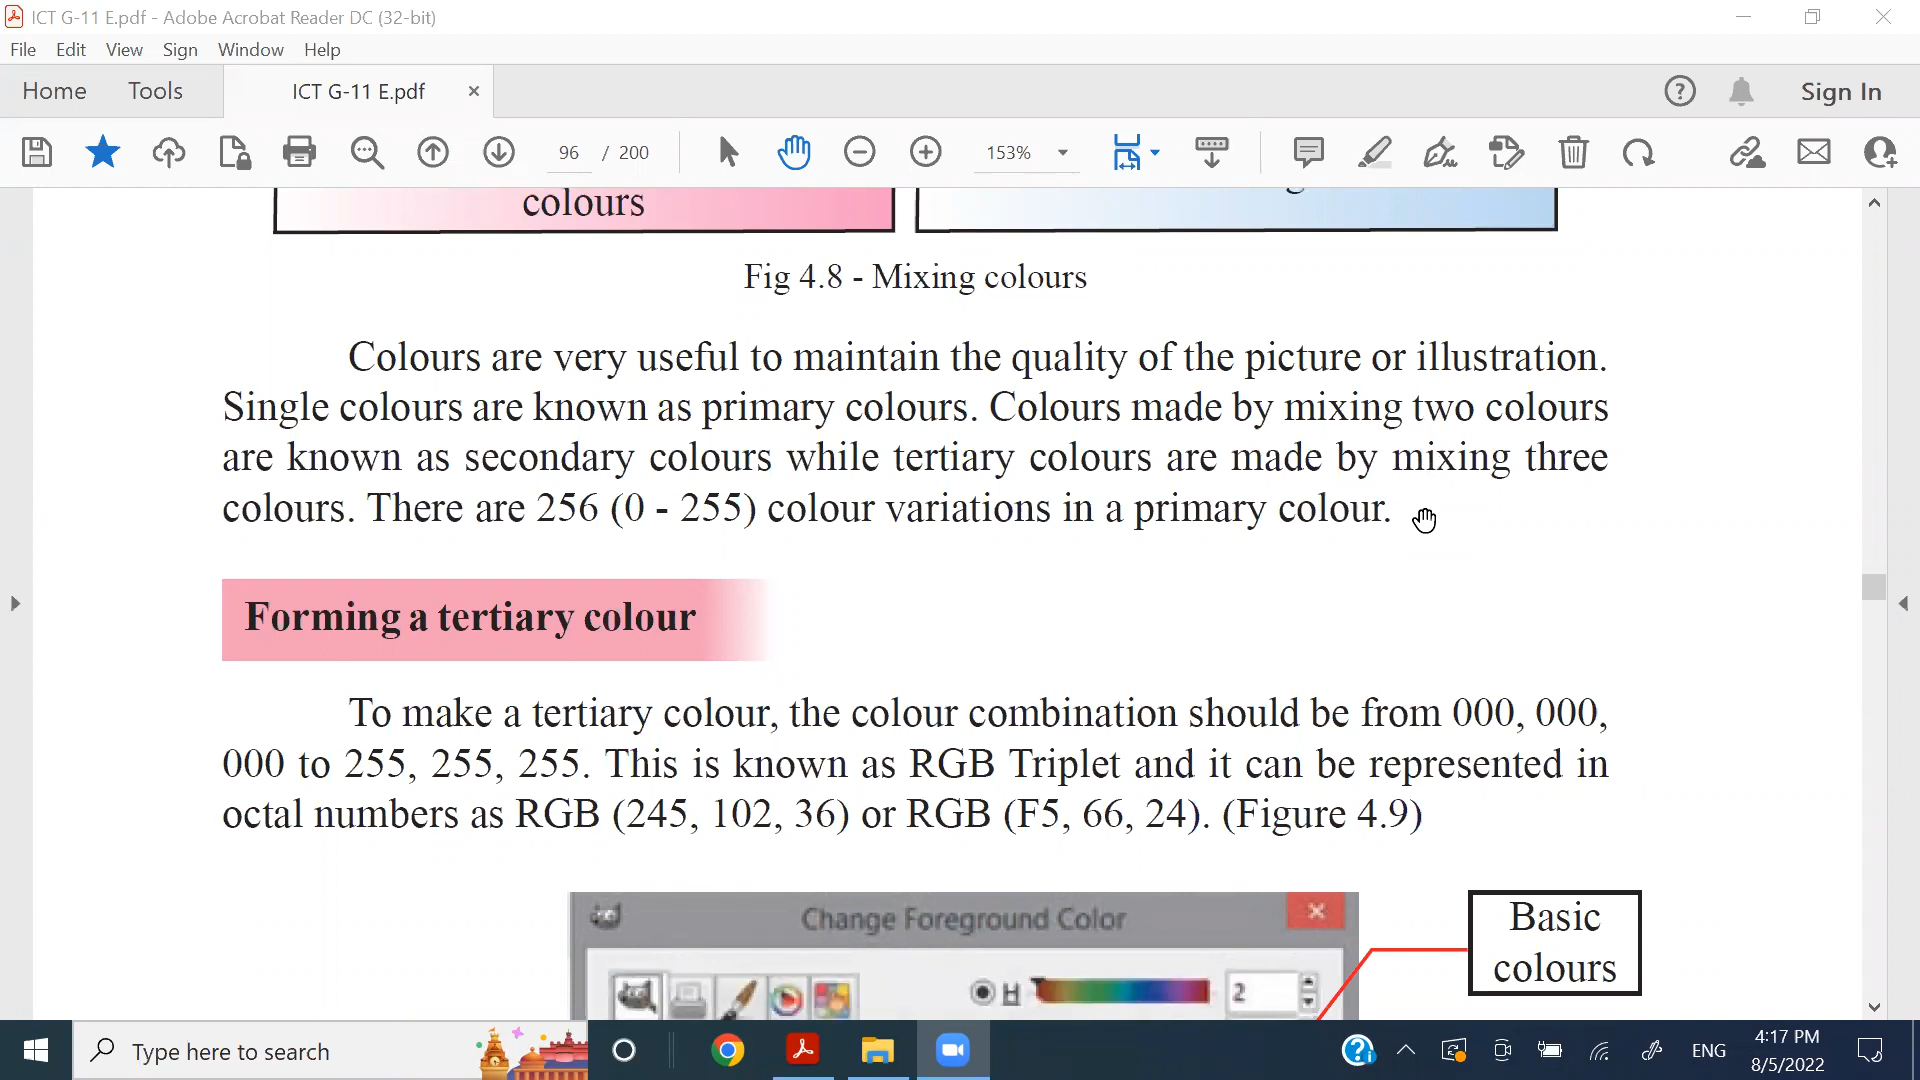 ICT G-11 E.pdf - Adobe Acrobat Reader DC (32-bit)
File Edit View Sign Window Help
Home Tools ICT G-11 E.pdf × Sign In
96 / 200 153%
colours
Fig 4.8 - Mixing colours
Colours are very useful to maintain the quality of the picture or illustration.
Single colours are known as primary colours. Colours made by mixing two colours
are known as secondary colours while tertiary colours are made by mixing three
colours. There are 256 (0 - 255) colour variations in a primary colour.
Forming a tertiary colour
To make a tertiary colour, the colour combination should be from 000, 000,
000 to 255, 255, 255. This is known as RGB Triplet and it can be represented in
octal numbers as RGB (245, 102, 36) or RGB (F5, 66, 24). (Figure 4.9)
Change Foreground Color
Basic
colours
H 2
Type here to search
ENG
4:17 PM
8/5/2022